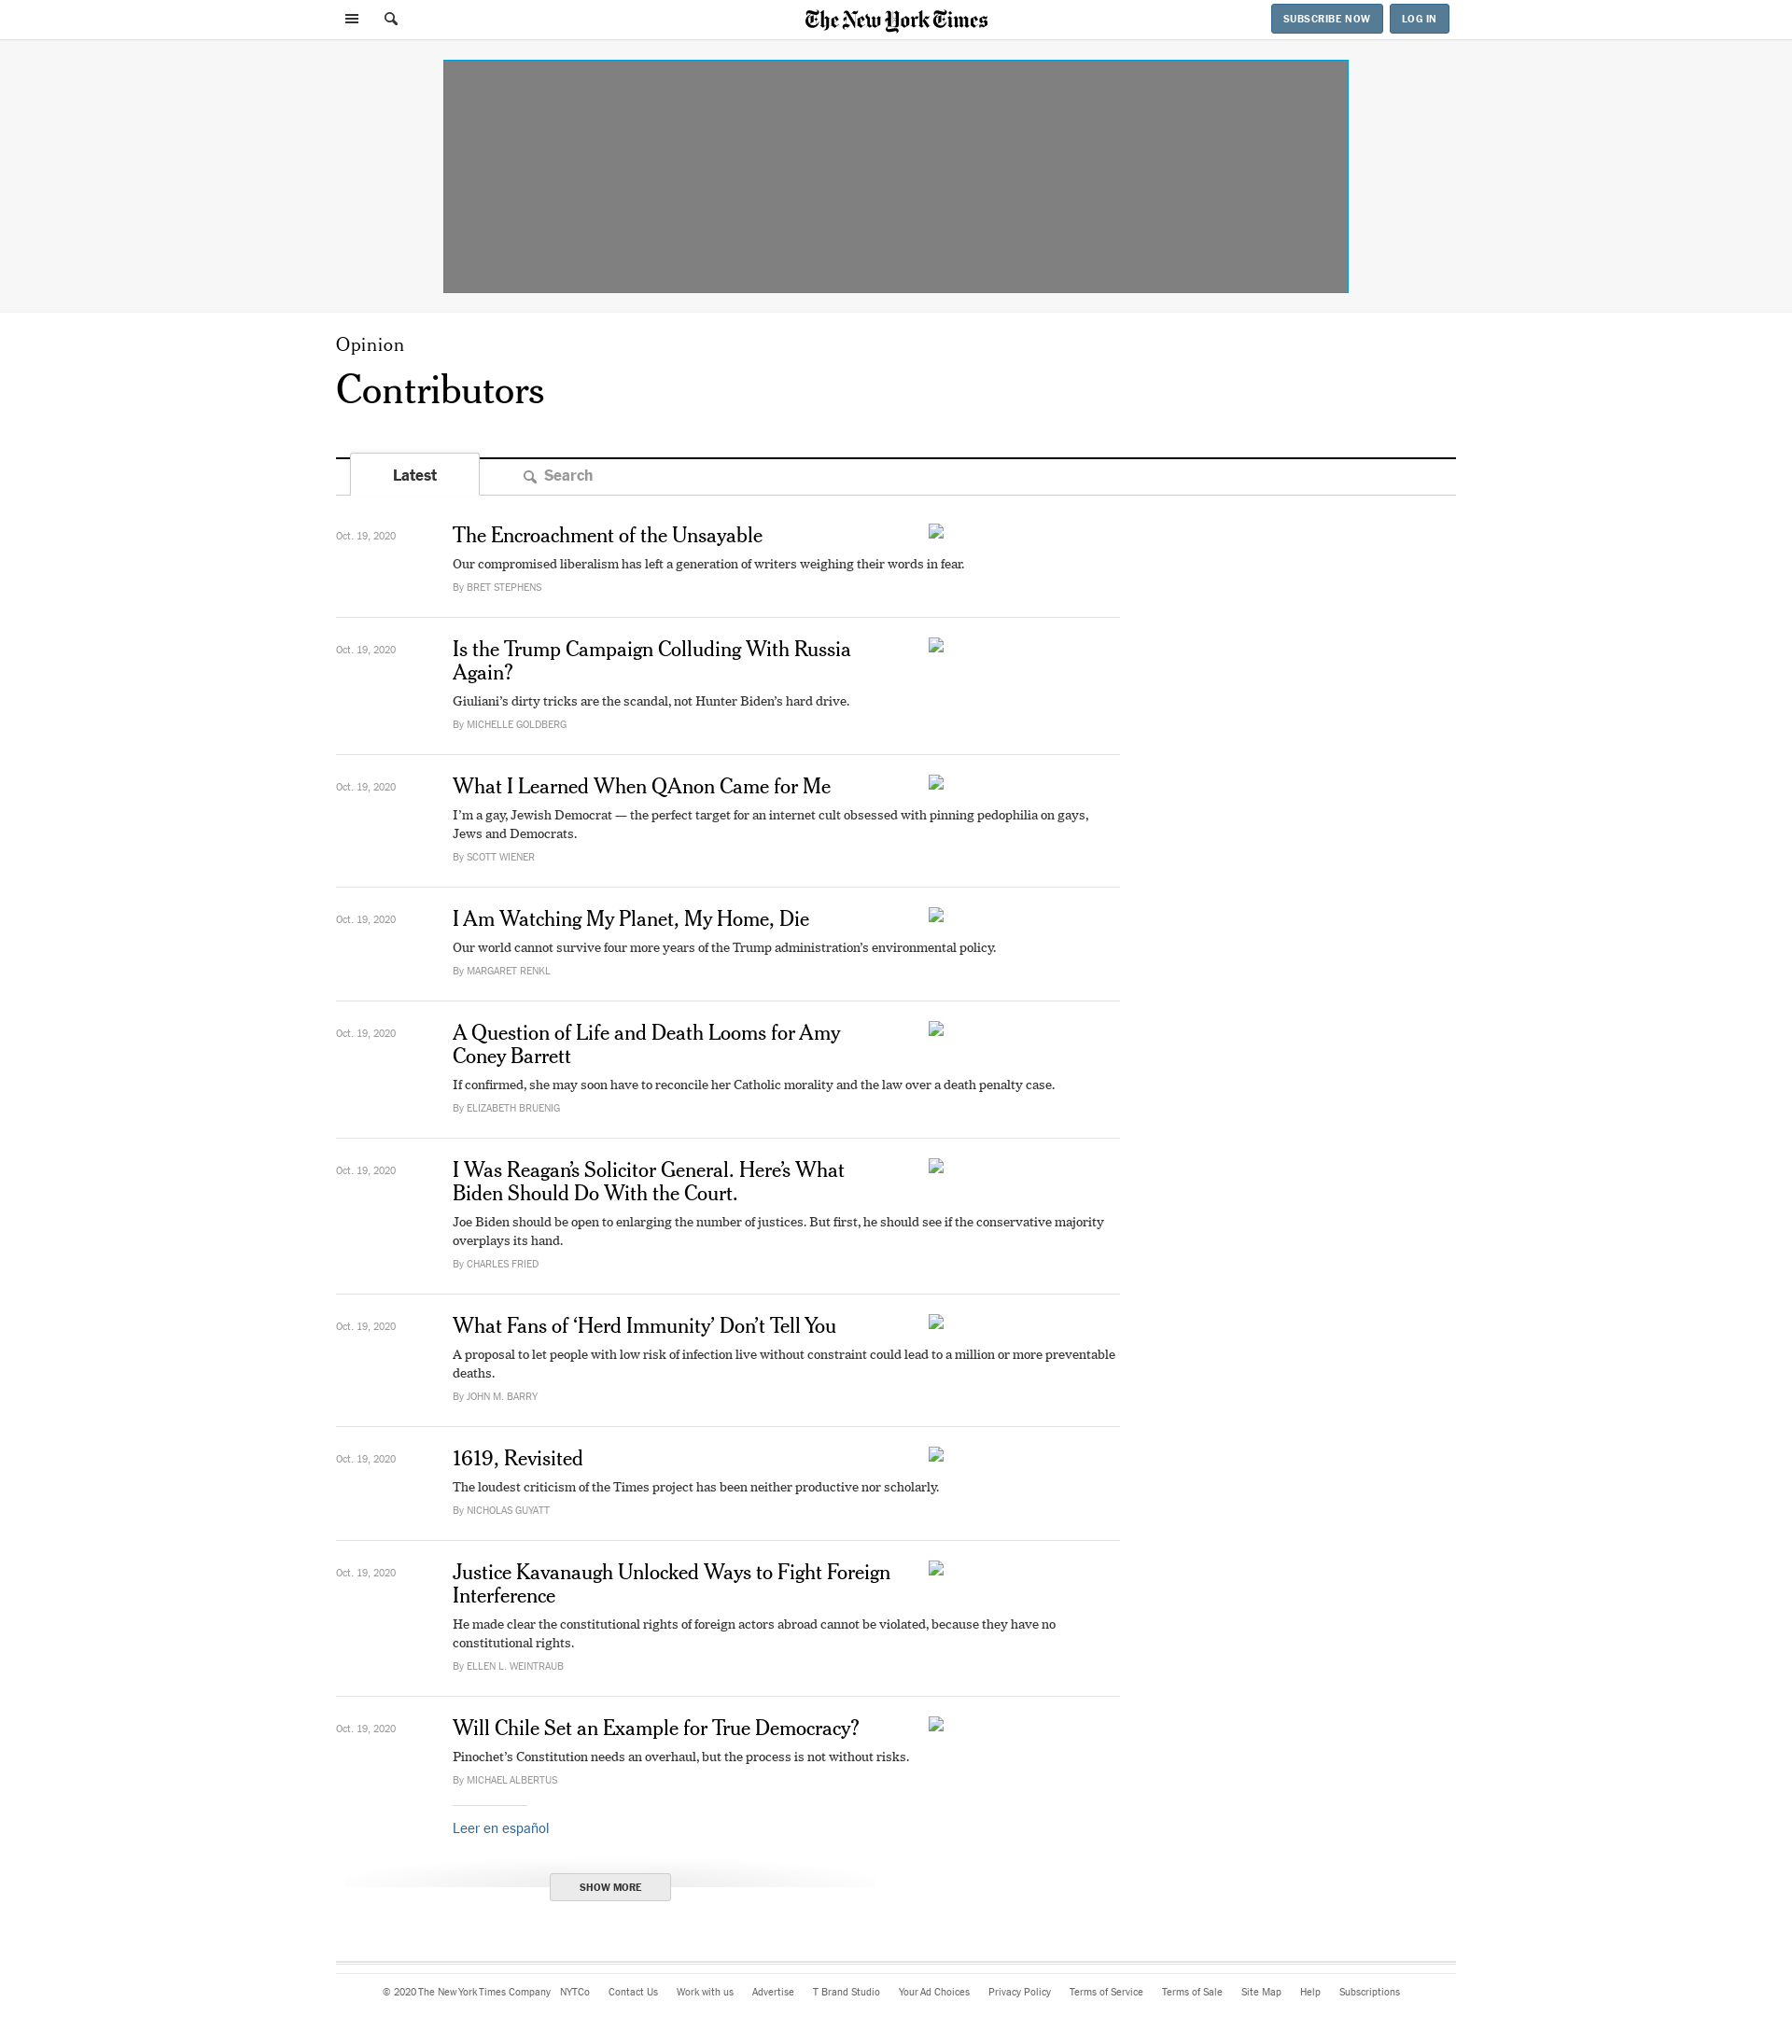 The New York Times
SUBSCRIBE NOW
LOG IN
Opinion
Contributors
Latest
Search
Oct. 19, 2020
The Encroachment of the Unsayable
Our compromised liberalism has left a generation of writers weighing their words in fear.
By BRET STEPHENS
Oct. 19, 2020
Is the Trump Campaign Colluding With Russia
Again?
Giuliani’s dirty tricks are the scandal, not Hunter Biden’s hard drive.
By MICHELLE GOLDBERG
Oct. 19, 2020
What I Learned When QAnon Came for Me
I’m a gay, Jewish Democrat — the perfect target for an internet cult obsessed with pinning pedophilia on gays,
Jews and Democrats.
By SCOTT WIENER
Oct. 19, 2020
I Am Watching My Planet, My Home, Die
Our world cannot survive four more years of the Trump administration’s environmental policy.
By MARGARET RENKL
Oct. 19, 2020
A Question of Life and Death Looms for Amy
Coney Barrett
If confirmed, she may soon have to reconcile her Catholic morality and the law over a death penalty case.
By ELIZABETH BRUENIG
Oct. 19, 2020
I Was Reagan’s Solicitor General. Here’s What
Biden Should Do With the Court.
Joe Biden should be open to enlarging the number of justices. But first, he should see if the conservative majority
overplays its hand.
By CHARLES FRIED
Oct. 19, 2020
What Fans of ‘Herd Immunity’ Don’t Tell You
A proposal to let people with low risk of infection live without constraint could lead to a million or more preventable
deaths.
By JOHN M. BARRY
Oct. 19, 2020
1619, Revisited
The loudest criticism of the Times project has been neither productive nor scholarly.
By NICHOLAS GUYATT
Oct. 19, 2020
Justice Kavanaugh Unlocked Ways to Fight Foreign
Interference
He made clear the constitutional rights of foreign actors abroad cannot be violated, because they have no
constitutional rights.
By ELLEN L. WEINTRAUB
Oct. 19, 2020
Will Chile Set an Example for True Democracy?
Pinochet’s Constitution needs an overhaul, but the process is not without risks.
By MICHAEL ALBERTUS
Leer en español
SHOW MORE
© 2020 The New York Times Company NYTCo Contact Us Work with us Advertise T Brand Studio Your Ad Choices Privacy Policy Terms of Service Terms of Sale Site Map Help Subscriptions